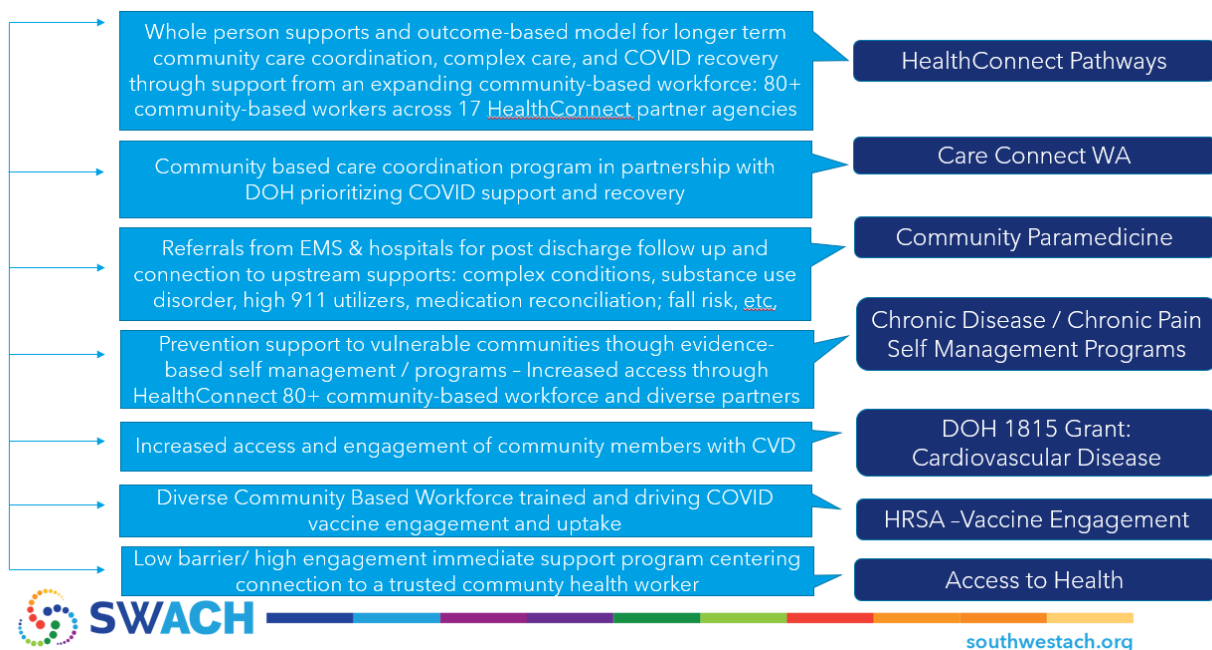 Whole person supports and outcome-based model for longer term
community care coordination, complex care, and COVID recovery
through support from an expanding community-based workforce: 80+
community-based workers across 17 HealthConnect partner agencies
HealthConnect Pathways
Community based care coordination program in partnership with
DOH prioritizing COVID support and recovery
Care Connect WA
Referrals from EMS & hospitals for post discharge follow up and
connection to upstream supports: complex conditions, substance use
disorder, high 911 utilizers, medication reconciliation; fall risk, etc,
Community Paramedicine
Prevention support to vulnerable communities though evidence-
based self management / programs – Increased access through
HealthConnect 80+ community-based workforce and diverse partners
Chronic Disease / Chronic Pain
Self Management Programs
Increased access and engagement of community members with CVD
DOH 1815 Grant:
Cardiovascular Disease
Diverse Community Based Workforce trained and driving COVID
vaccine engagement and uptake
HRSA –Vaccine Engagement
Low barrier/ high engagement immediate support program centering
connection to a trusted communty health worker
Access to Health
SWACH
southwestach.org